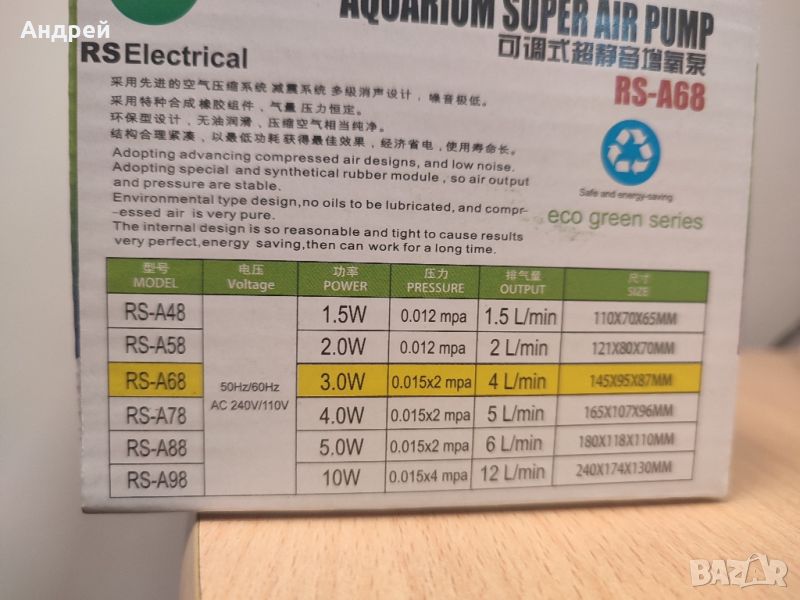 Андрей
AQUARIUM SUPER AIR PUMP
RSElectrical
可调式超静音增氧泵
RS-A68
采用先进的空气压缩系统 减震系统 多级消声设计，噪音极低。
采用特种合成橡胶组件，气量 压力恒定。
环保型设计，无油润滑，压缩空气相当纯净。
结构合理紧凑，以最低功耗获得最佳效果，经济省电，使用寿命长。
Adopting advancing compressed air designs, and low noise.
Adopting special and synthetical rubber module , so air output
and pressure are stable.
Environmental type design,no oils to be lubricated, and compr-
-essed air is very pure.
The internal design is so reasonable and tight to cause results
very perfect,energy saving,then can work for a long time.
Safe and energy-saving
eco green series
型号 电压 功率 压力 排气量 尺寸
MODEL Voltage POWER PRESSURE OUTPUT SIZE
RS-A48 1.5W 0.012 mpa 1.5 L/min 110X70X65MM
RS-A58 2.0W 0.012 mpa 2 L/min 121X80X70MM
RS-A68 50Hz/60Hz 3.0W 0.015x2 mpa 4 L/min 145X95X87MM
AC 240V/110V
RS-A78 4.0W 0.015x2 mpa 5 L/min 165X107X96MM
RS-A88 5.0W 0.015x2 mpa 6 L/min 180X118X110MM
RS-A98 10W 0.015x4 mpa 12 L/min 240X174X130MM
BAZAR